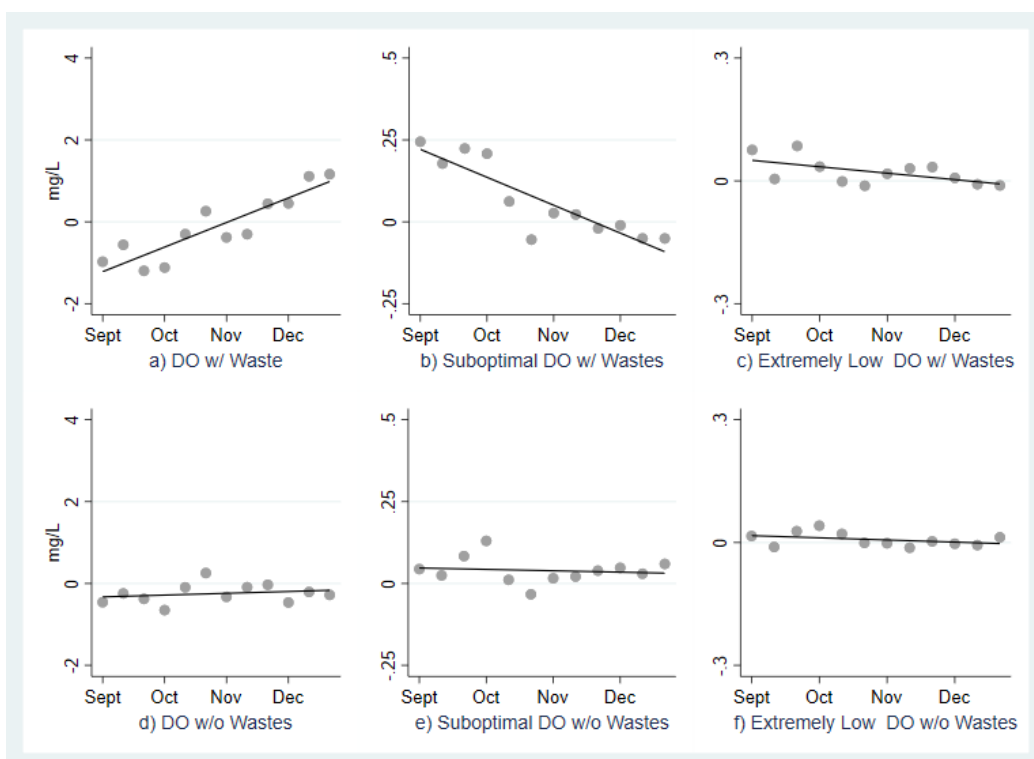 4
2
0
-2
mg/L
Sept Oct Nov Dec
a) DO w/ Waste
.5
.25
0
-.25
Sept Oct Nov Dec
b) Suboptimal DO w/ Wastes
.3
0
-.3
Sept Oct Nov Dec
c) Extremely Low DO w/ Wastes
4
2
0
-2
mg/L
Sept Oct Nov Dec
d) DO w/o Wastes
.5
.25
0
-.25
Sept Oct Nov Dec
e) Suboptimal DO w/o Wastes
.3
0
-.3
Sept Oct Nov Dec
f) Extremely Low DO w/o Wastes